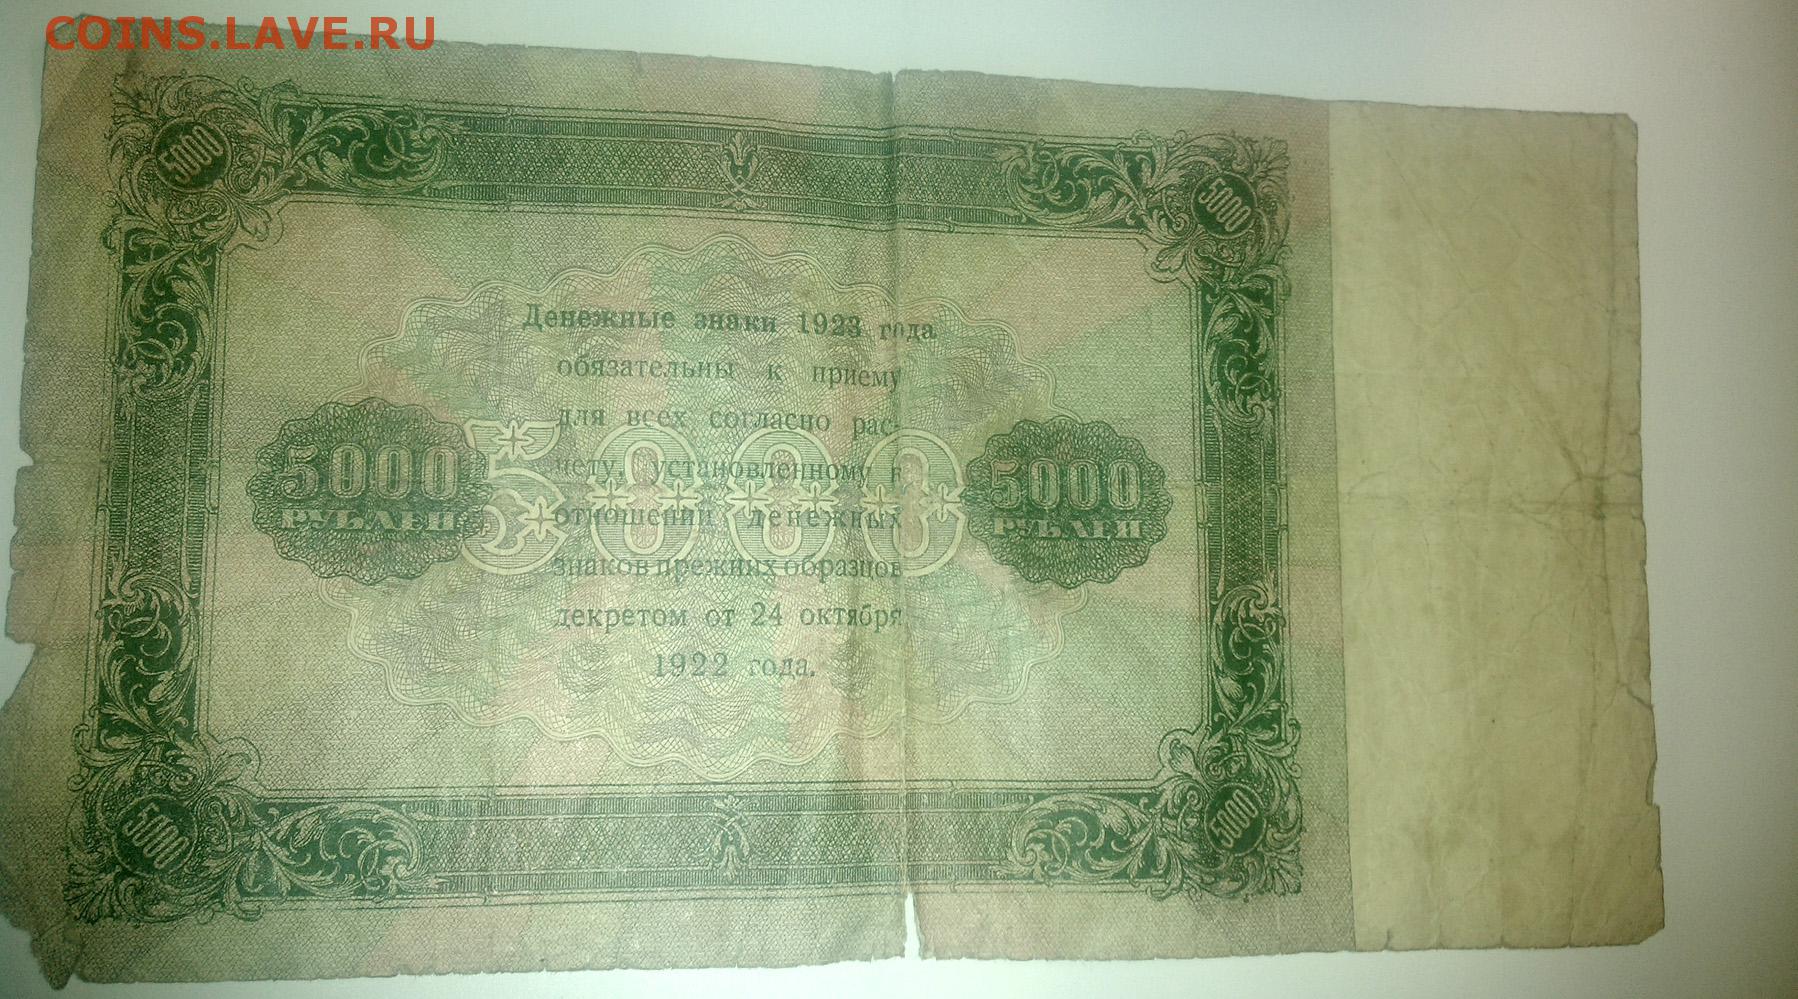 COINS.LAVE.RU
5000
5000
Денежные знаки 1923 года
обязательны к приему
для всех согласно рас-
чету, установленному в
отношении денежных
знаков прежних образцов
декретом от 24 октября
1922 года.
5000
РУБЛЕЙ
5000
5000
РУБЛЕЙ
5000
5000